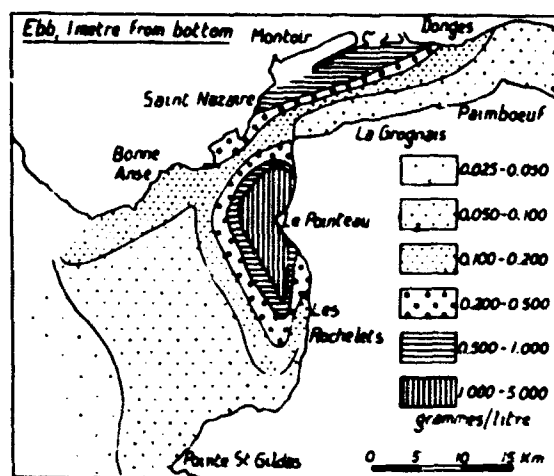 Ebb, 1 metre from bottom
Montoir
Donges
Saint Nazaire
Paimboeuf
La Grognais
Bonne
Anse
Le Pointeau
Les
Rochelets
Pointe St Gildas
0.025-0.050
0.050-0.100
0.100-0.200
0.200-0.500
0.500-1.000
1.000-5.000
grammes/litre
0 5 10 15 Km